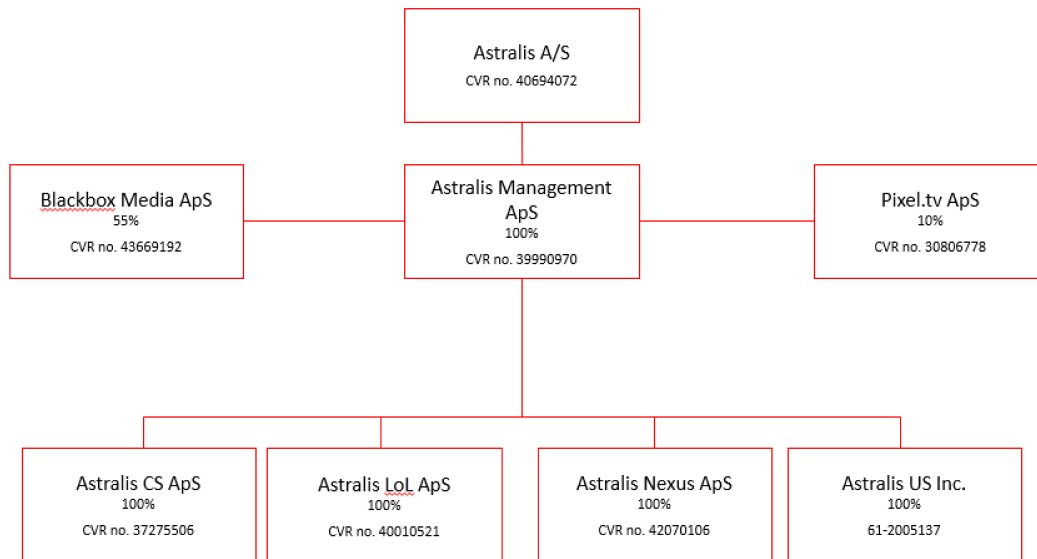 Astralis A/S
CVR no. 40694072
Blackbox Media ApS
55%
CVR no. 43669192
Astralis Management
ApS
100%
CVR no. 39990970
Pixel.tv ApS
10%
CVR no. 30806778
Astralis CS ApS
100%
CVR no. 37275506
Astralis LoL ApS
100%
CVR no. 40010521
Astralis Nexus ApS
100%
CVR no. 42070106
Astralis US Inc.
100%
61-2005137